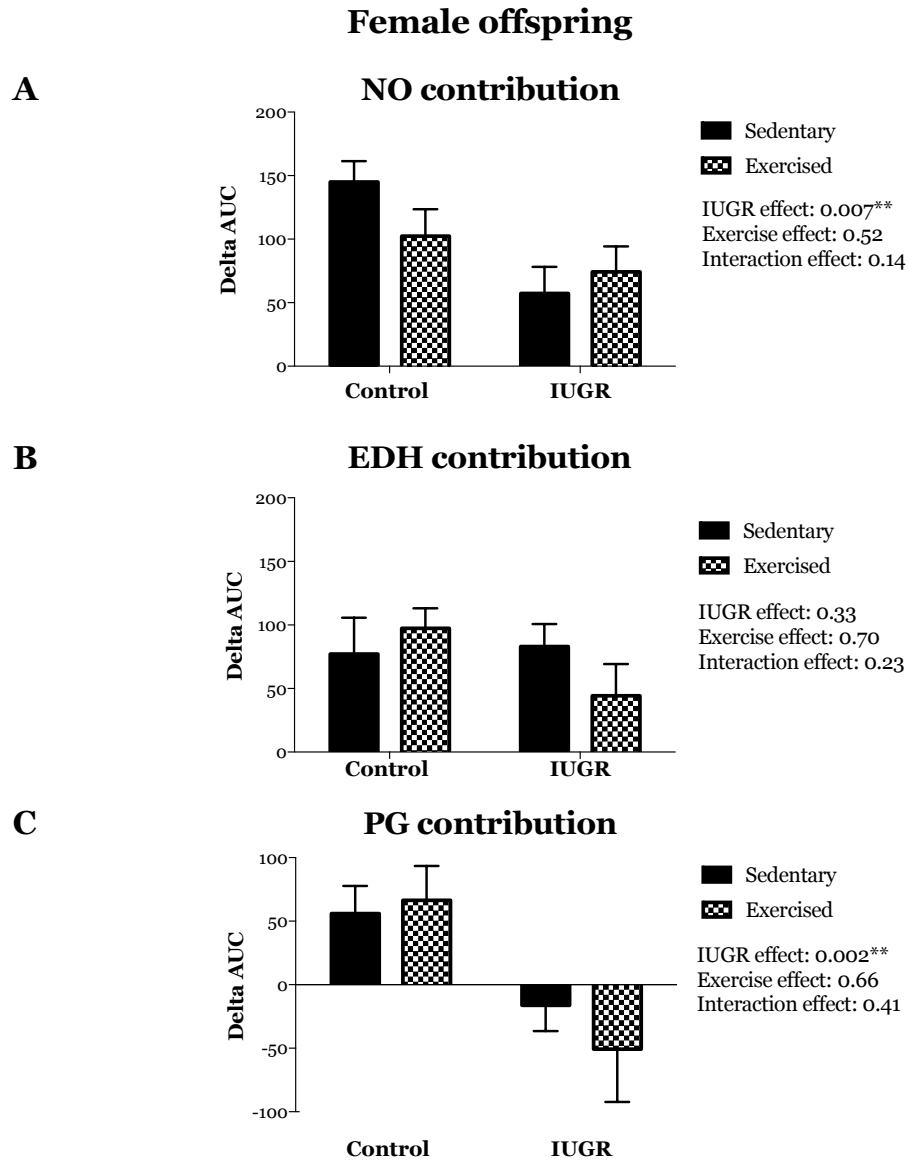 Female offspring
A
NO contribution
200
150
100
50
0
Delta AUC
Control
IUGR
Sedentary
Exercised
IUGR effect: 0.007**
Exercise effect: 0.52
Interaction effect: 0.14
B
EDH contribution
200
150
100
50
0
Delta AUC
Control
IUGR
Sedentary
Exercised
IUGR effect: 0.33
Exercise effect: 0.70
Interaction effect: 0.23
C
PG contribution
100
50
0
-50
-100
Delta AUC
Control
IUGR
Sedentary
Exercised
IUGR effect: 0.002**
Exercise effect: 0.66
Interaction effect: 0.41